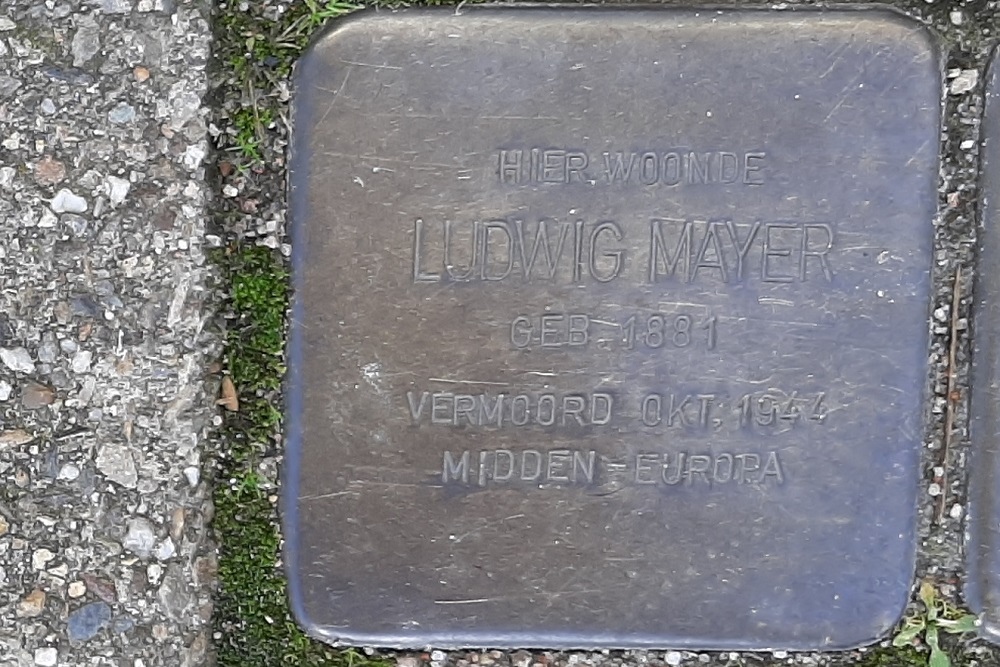 HIER WOONDE
LUDWIG MAYER
GEB. 1881
VERMOORD OKT. 1944
MIDDEN-EUROPA